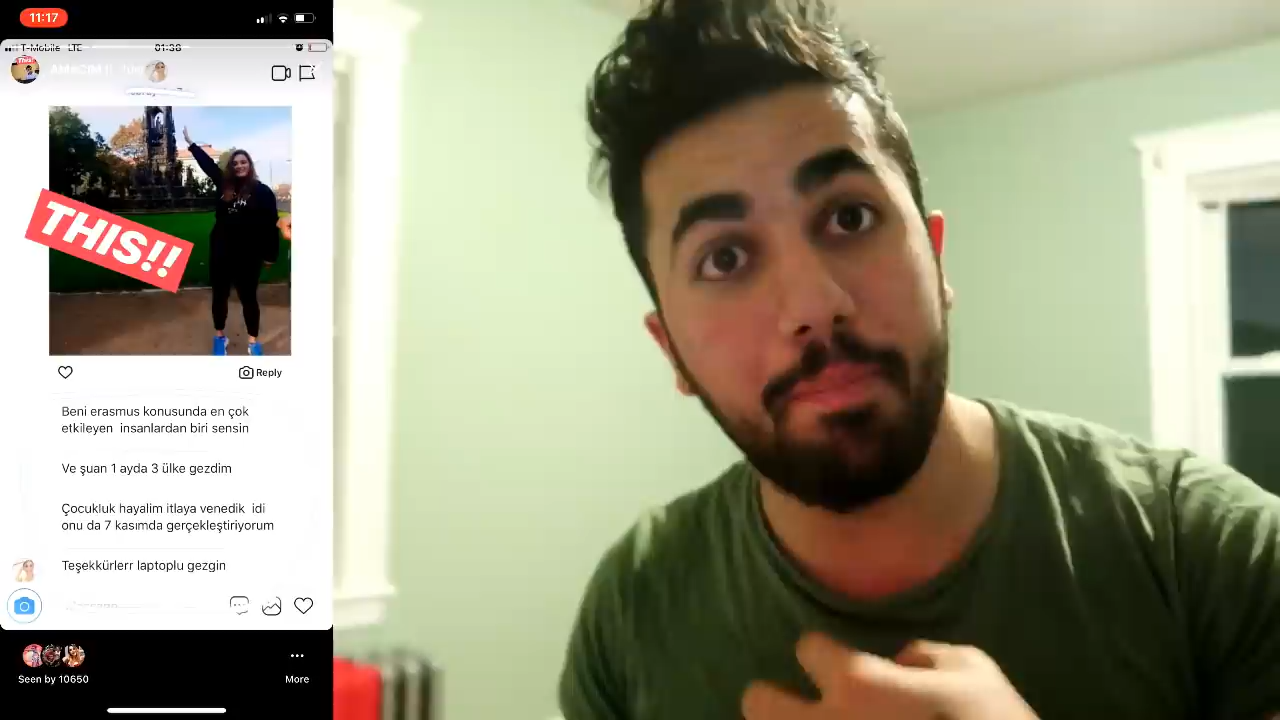 11:17
T-Mobile LTE
01:38
THIS!!
Reply
Beni erasmus konusunda en çok
etkileyen insanlardan biri sensin
Ve şuan 1 ayda 3 ülke gezdim
Çocukluk hayalim itlaya venedik idi
onu da 7 kasımda gerçekleştiriyorum
Teşekkürlerr laptoplu gezgin
Seen by 10650
More